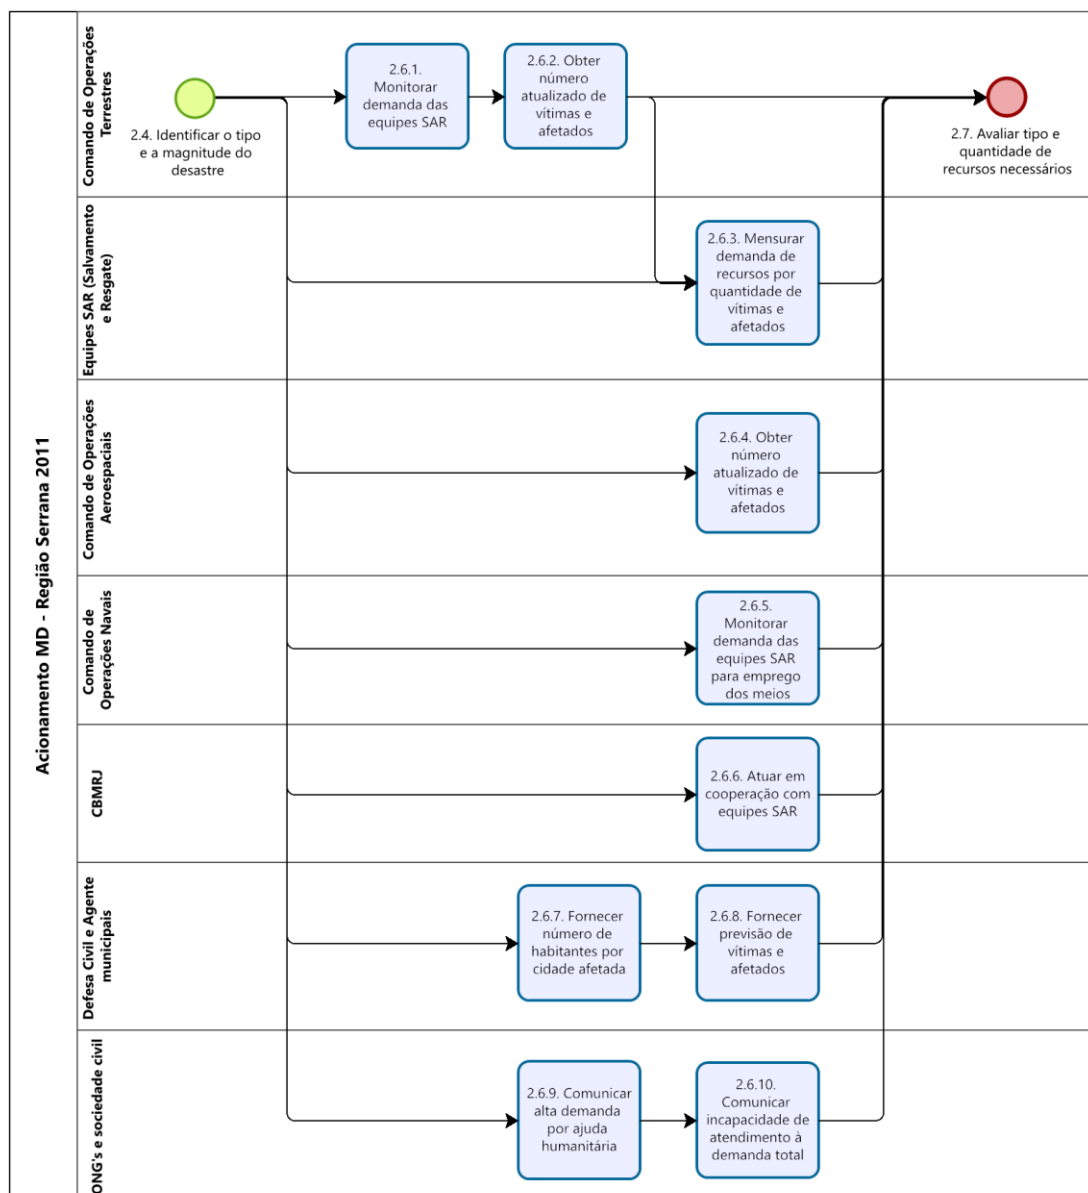 Acionamento MD - Região Serrana 2011
Comando de Operações
Terrestres
2.4. Identificar o tipo
e a magnitude do
desastre
2.6.1.
Monitorar
demanda das
equipes SAR
2.6.2. Obter
número
atualizado de
vítimas e
afetados
2.7. Avaliar tipo e
quantidade de
recursos necessários
Equipes SAR (Salvamento
e Resgate)
2.6.3. Mensurar
demanda de
recursos por
quantidade de
vítimas e
afetados
Comando de Operações
Aeroespaciais
2.6.4. Obter
número
atualizado de
vítimas e
afetados
Comando de
Operações Navais
2.6.5.
Monitorar
demanda das
equipes SAR
para emprego
dos meios
CBMRJ
2.6.6. Atuar em
cooperação com
equipes SAR
Defesa Civil e Agente
municipais
2.6.7. Fornecer
número de
habitantes por
cidade afetada
2.6.8. Fornecer
previsão de
vítimas e
afetados
ONG's e sociedade civil
2.6.9. Comunicar
alta demanda
por ajuda
humanitária
2.6.10.
Comunicar
incapacidade de
atendimento à
demanda total